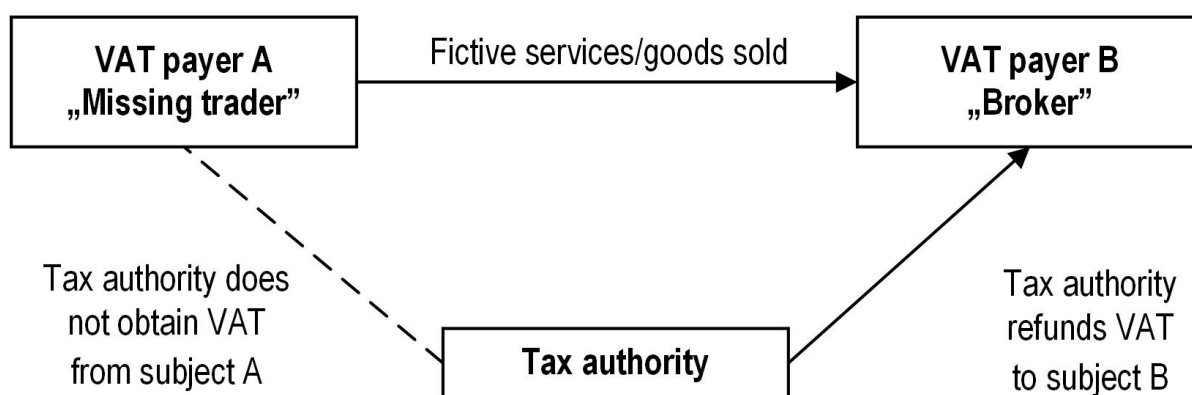 VAT payer A
„Missing trader”
Fictive services/goods sold
VAT payer B
„Broker”
Tax authority does
not obtain VAT
from subject A
Tax authority
Tax authority
refunds VAT
to subject B